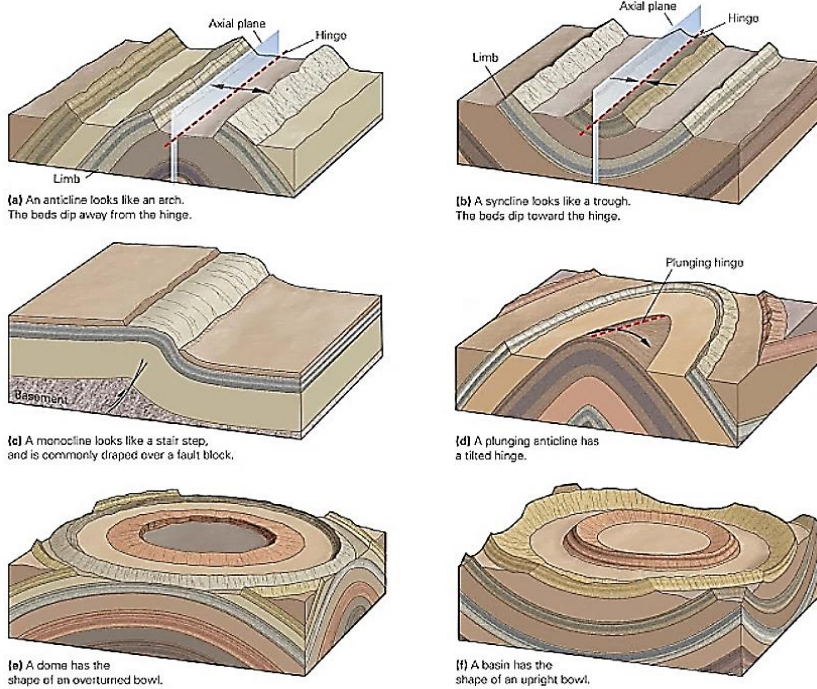 Axial plane
Hinge
Limb
(a) An anticline looks like an arch.
The beds dip away from the hinge.
Axial plane
Hinge
Limb
(b) A syncline looks like a trough.
The beds dip toward the hinge.
Basement
(c) A monocline looks like a stair step,
and is commonly draped over a fault block.
Plunging hinge
(d) A plunging anticline has
a tilted hinge.
(e) A dome has the
shape of an overturned bowl.
(f) A basin has the
shape of an upright bowl.